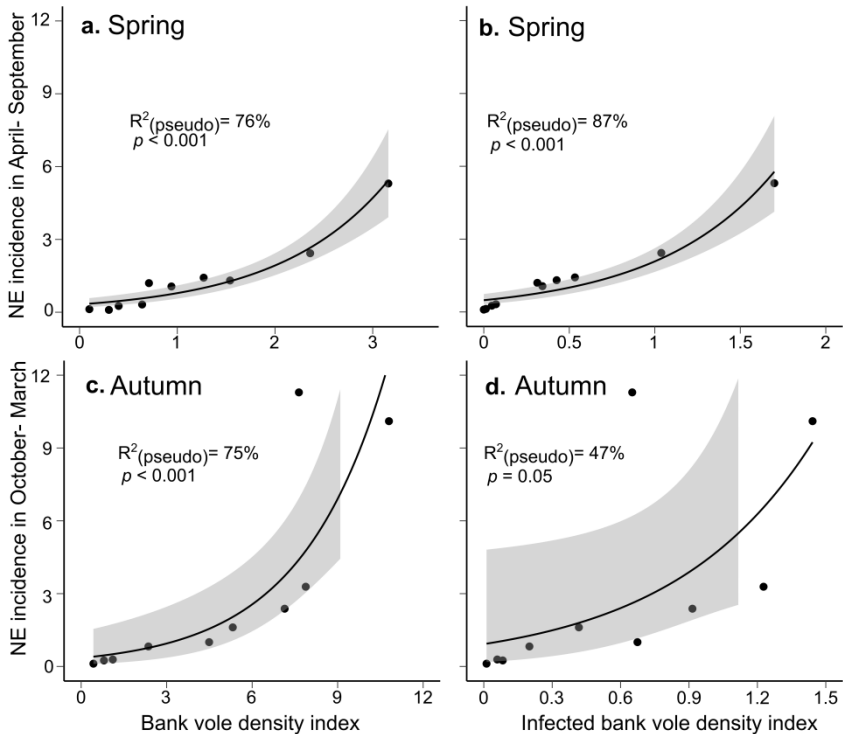 a. Spring
b. Spring
NE incidence in April- September
12
9
6
3
0
R²(pseudo)= 76%
p < 0.001
R²(pseudo)= 87%
p < 0.001
0 1 2 3
0 0.5 1 1.5 2
c. Autumn
d. Autumn
NE incidence in October- March
12
9
6
3
0
R²(pseudo)= 75%
p < 0.001
R²(pseudo)= 47%
p = 0.05
0 3 6 9 12
0 0.3 0.6 0.9 1.2 1.5
Bank vole density index
Infected bank vole density index